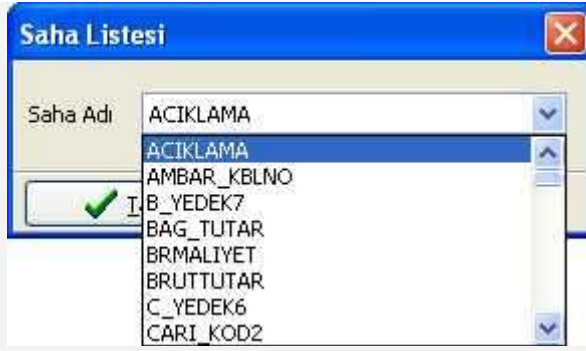 Saha Listesi
Saha Adı
ACIKLAMA
ACIKLAMA
AMBAR_KBLNO
B_YEDEK7
BAG_TUTAR
BRMALIYET
BRUTTUTAR
C_YEDEK6
CARI_KOD2